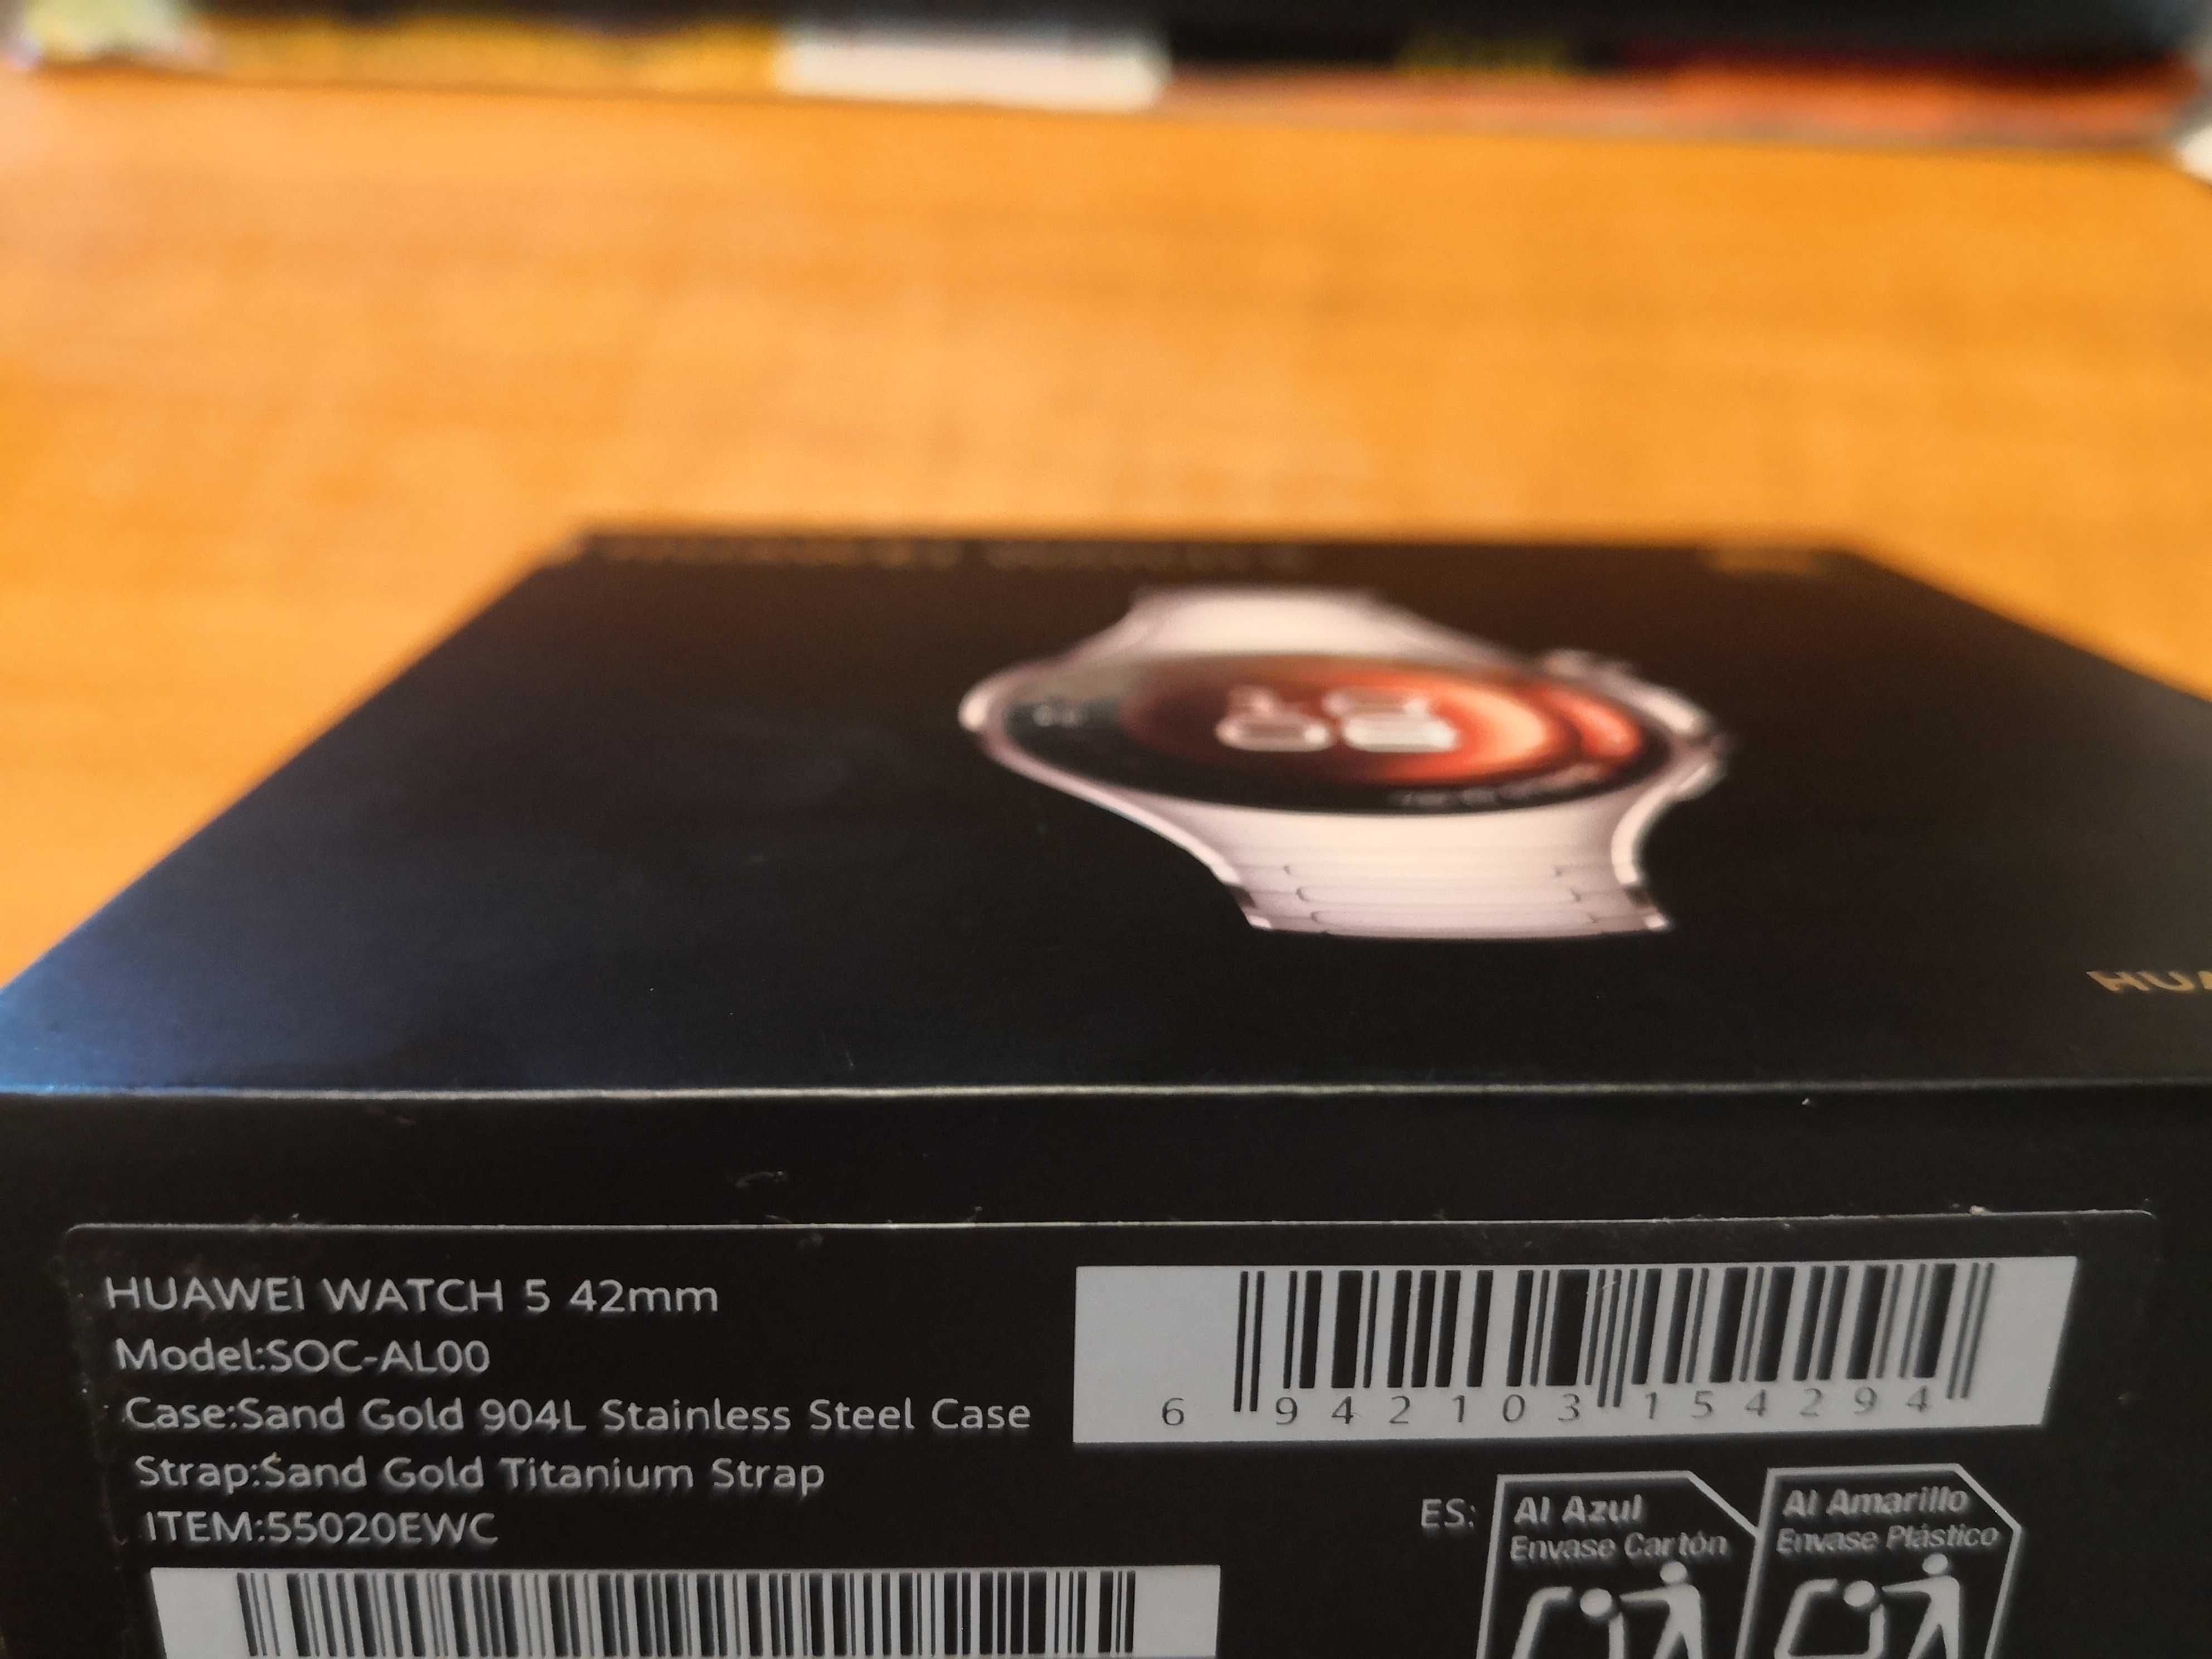 HUAWEI WATCH 5 42mm
Model:SOC-AL00
Case:Sand Gold 904L Stainless Steel Case
Strap:Sand Gold Titanium Strap
ITEM:55020EWC
6 942103 154294
ES:
Al Azul
Envase Cartón
Al Amarillo
Envase Plástico